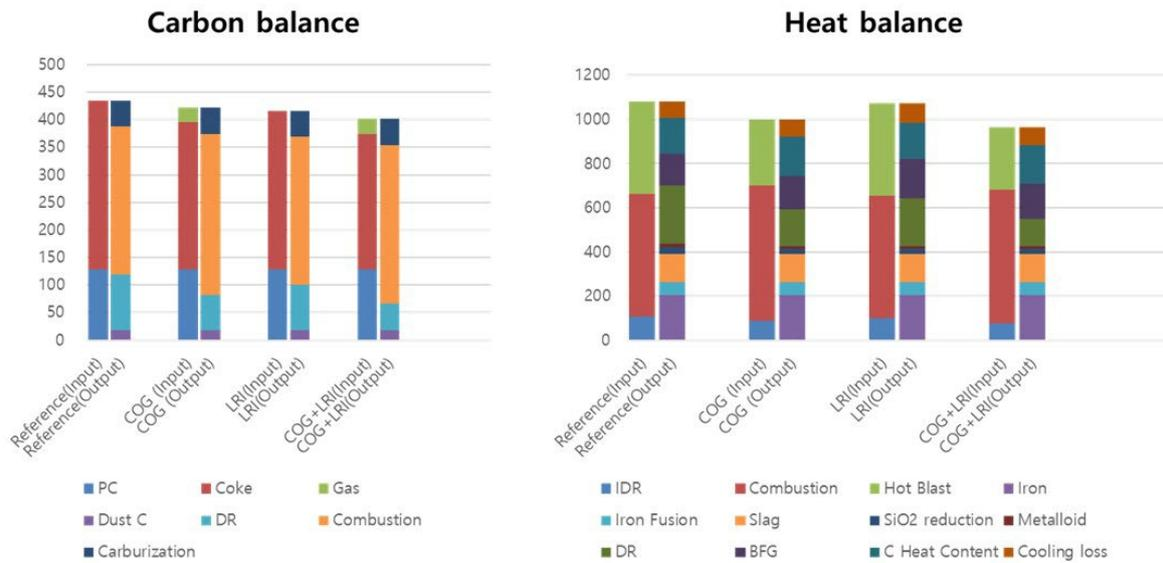 Carbon balance
500
450
400
350
300
250
200
150
100
50
0
Reference(Input)
Reference(Output)
COG (Input)
COG (Output)
LRI(Input)
LRI(Output)
COG+LRI(Input)
COG+LRI(Output)
PC Coke Gas
Dust C DR Combustion
Carburization
Heat balance
1200
1000
800
600
400
200
0
Reference(Input)
Reference(Output)
COG (Input)
COG (Output)
LRI(Input)
LRI(Output)
COG+LRI(Input)
COG+LRI(Output)
IDR Combustion Hot Blast Iron
Iron Fusion Slag SiO2 reduction Metalloid
DR BFG C Heat Content Cooling loss